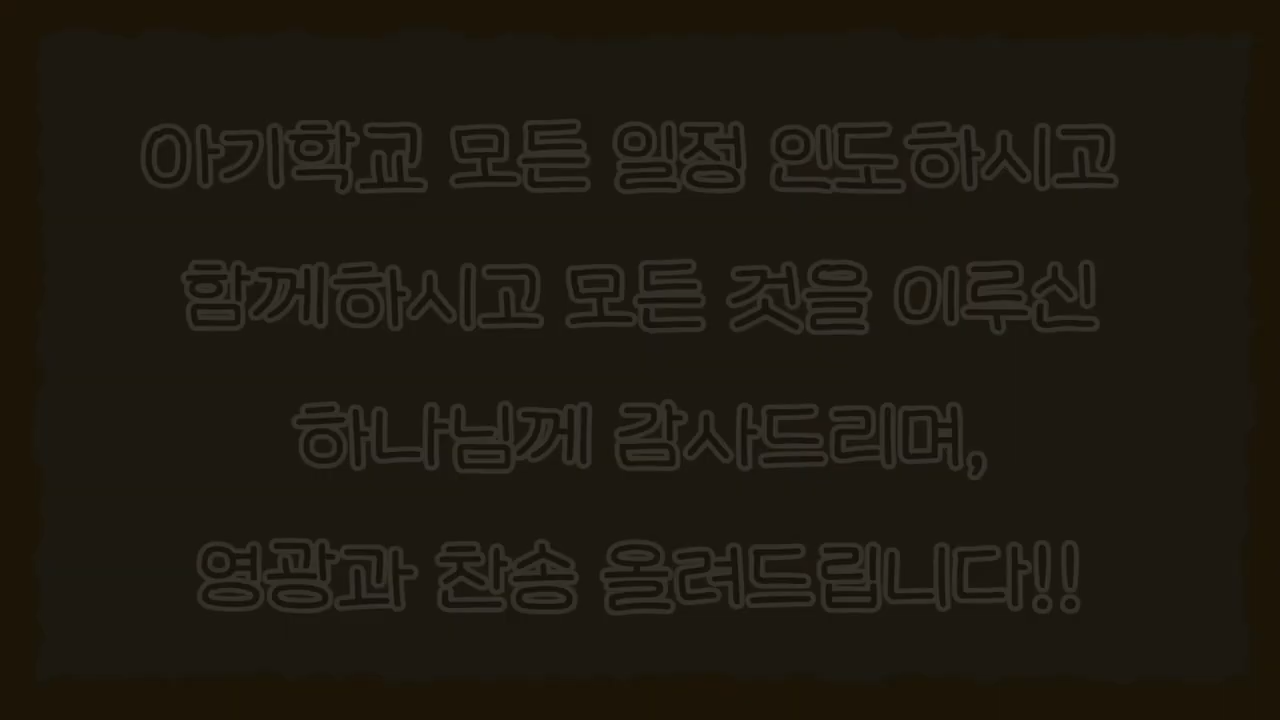 아기학교 모든 일정 인도하시고
함께하시고 모든 것을 이루신
하나님께 감사드리며,
영광과 찬송 올려드립니다!!